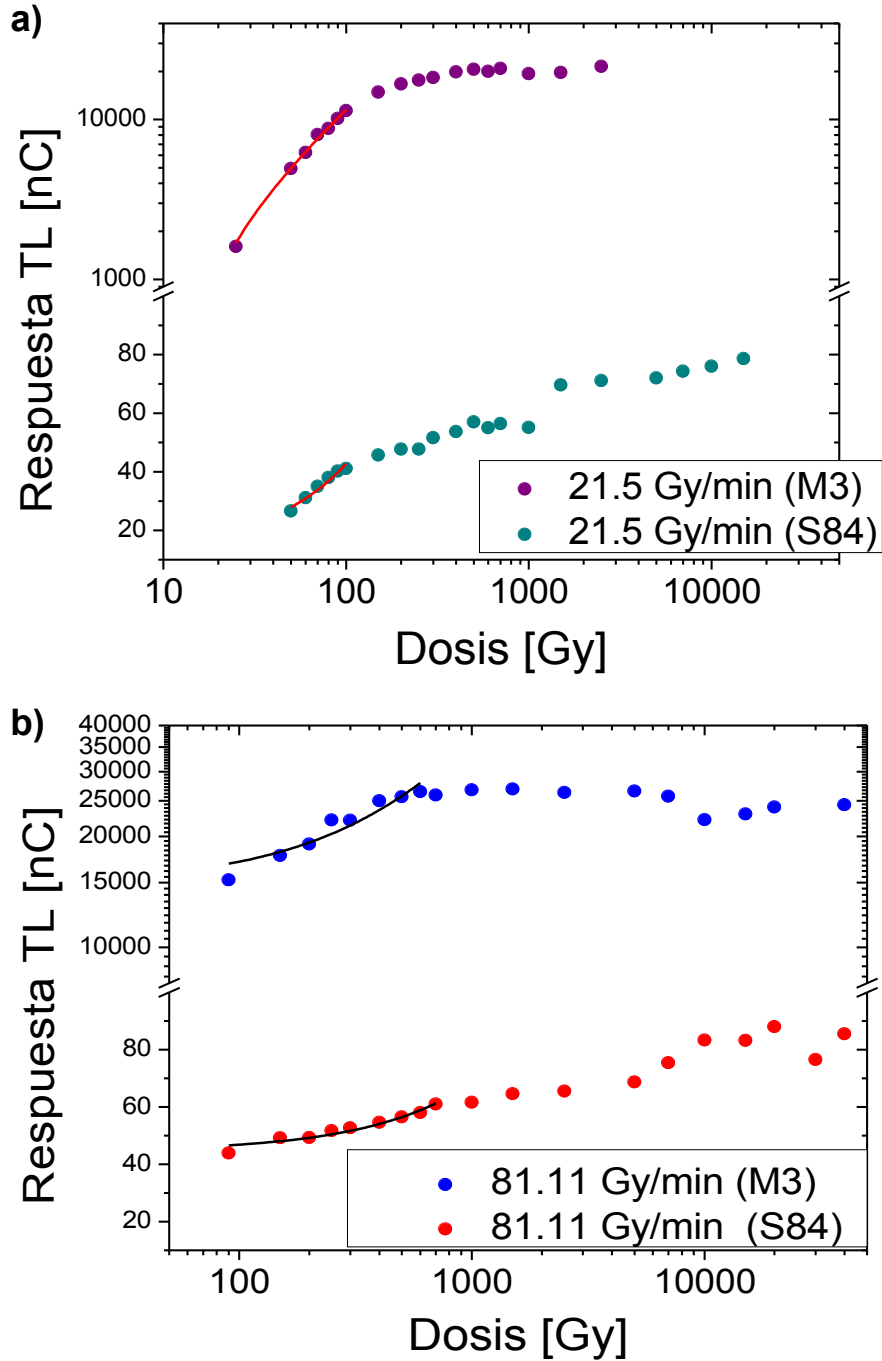 a)
Respuesta TL [nC]
10000
1000
80
60
40
20
21.5 Gy/min (M3)
21.5 Gy/min (S84)
10
100
1000
10000
Dosis [Gy]
b)
Respuesta TL [nC]
40000
35000
30000
25000
20000
15000
10000
80
60
40
20
81.11 Gy/min (M3)
81.11 Gy/min (S84)
100
1000
10000
Dosis [Gy]